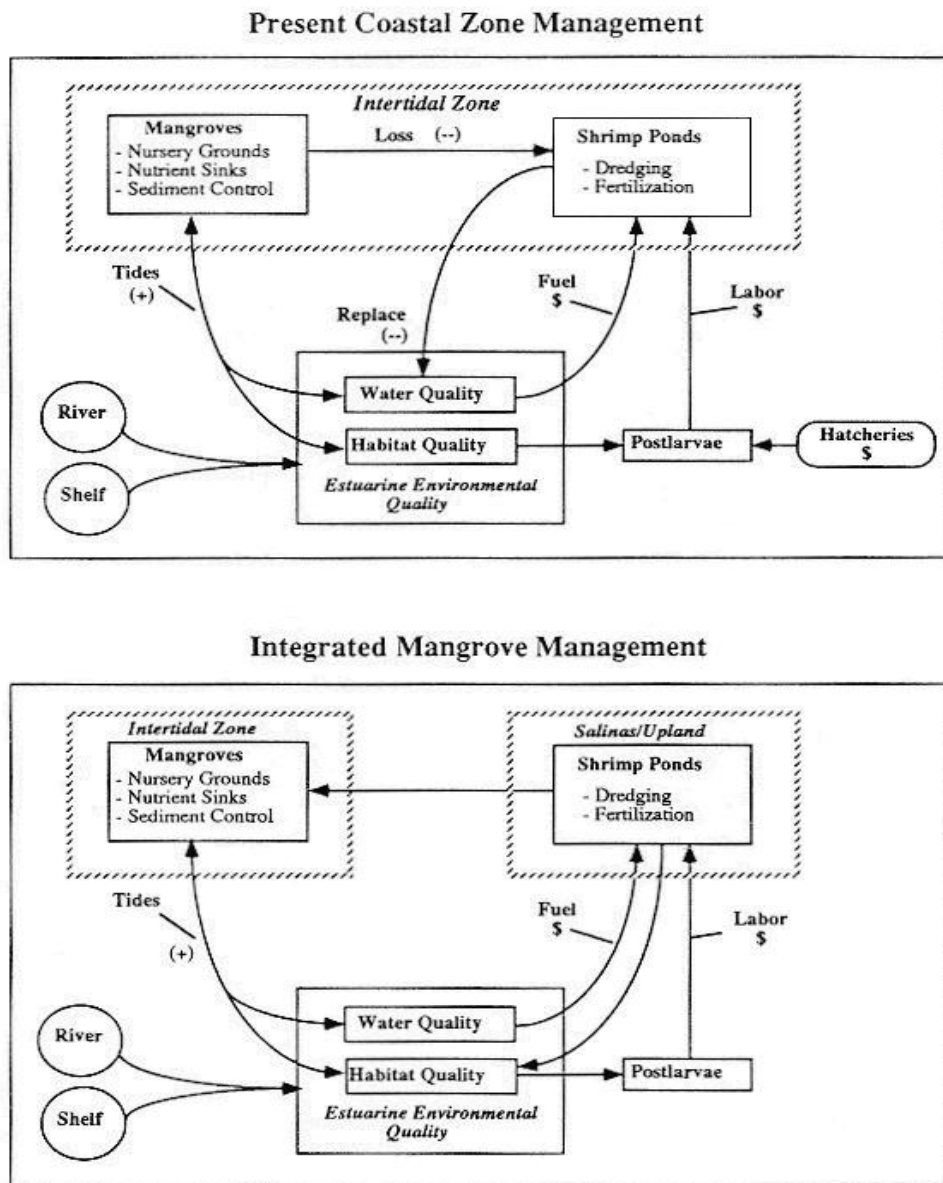 Present Coastal Zone Management
Intertidal Zone
Mangroves
- Nursery Grounds
- Nutrient Sinks
- Sediment Control
Loss (--)
Shrimp Ponds
- Dredging
- Fertilization
Tides
(+)
Replace
(--)
Fuel
$
Labor
$
River
Shelf
Water Quality
Habitat Quality
Estuarine Environmental
Quality
Postlarvae
Hatcheries
$
Integrated Mangrove Management
Intertidal Zone
Mangroves
- Nursery Grounds
- Nutrient Sinks
- Sediment Control
Salinas/Upland
Shrimp Ponds
- Dredging
- Fertilization
Tides
(+)
Fuel
$
Labor
$
River
Shelf
Water Quality
Habitat Quality
Estuarine Environmental
Quality
Postlarvae